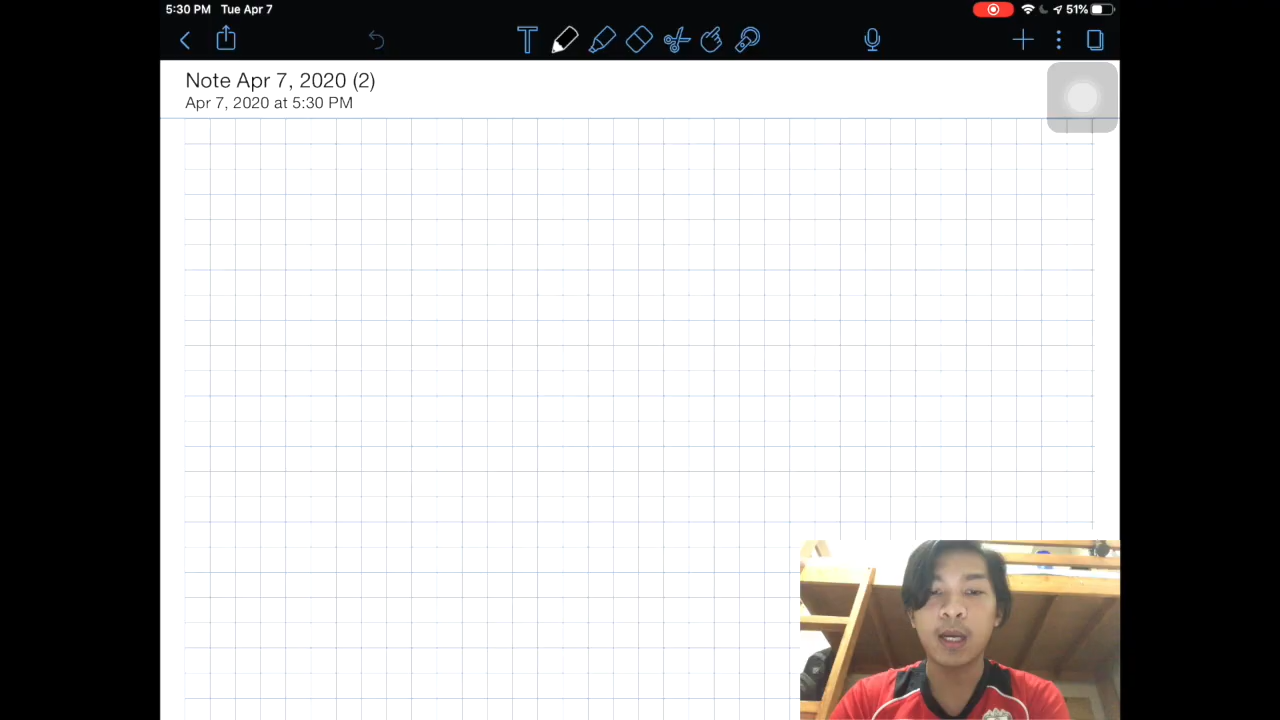 5:30 PM Tue Apr 7
51%
T
Note Apr 7, 2020 (2)
Apr 7, 2020 at 5:30 PM